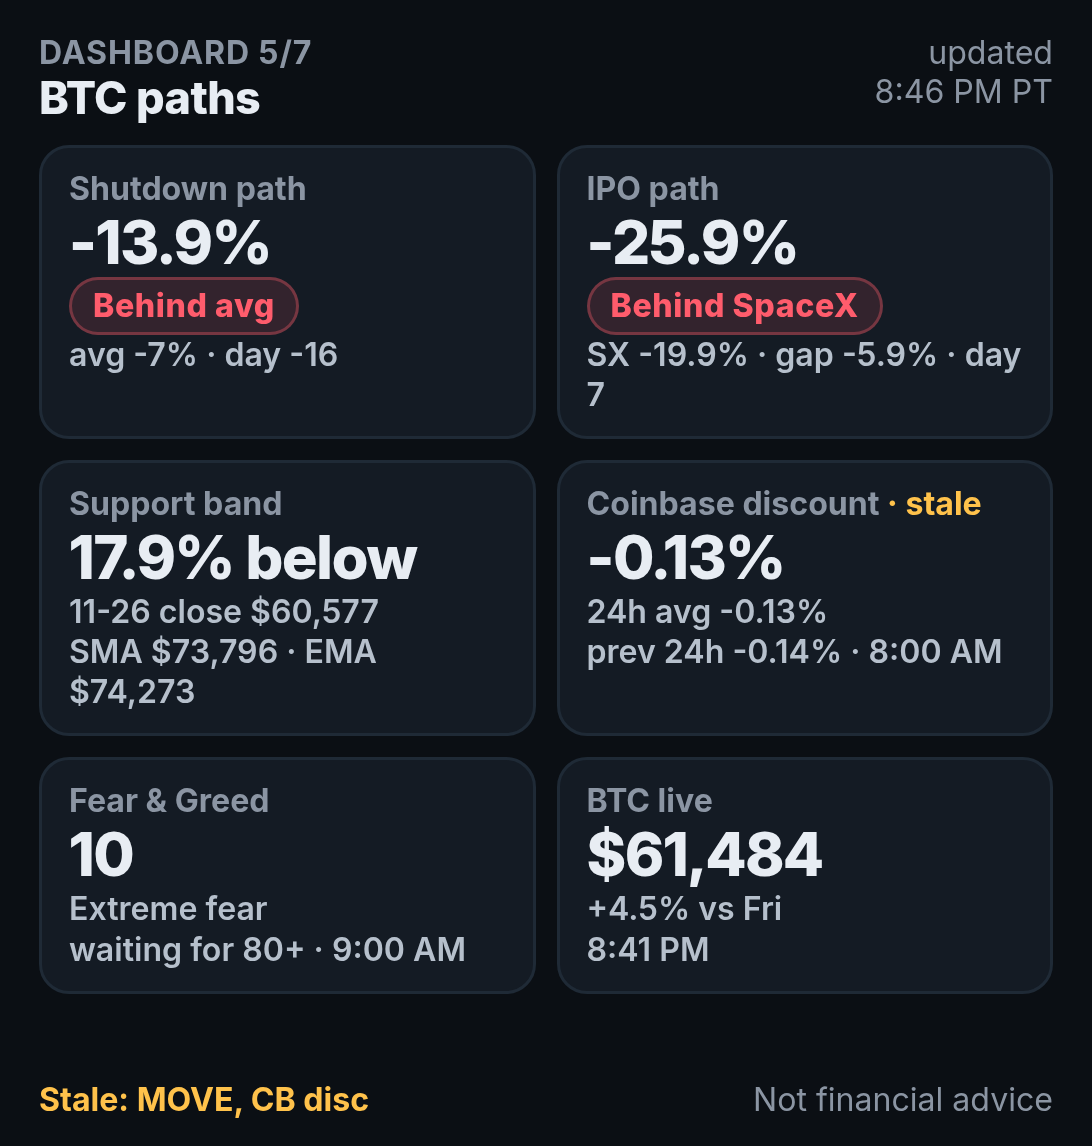 DASHBOARD 5/7
BTC paths
updated
8:46 PM PT
Shutdown path
-13.9%
Behind avg
avg -7% · day -16
IPO path
-25.9%
Behind SpaceX
SX -19.9% · gap -5.9% · day
7
Support band
17.9% below
11-26 close $60,577
SMA $73,796 · EMA
$74,273
Coinbase discount · stale
-0.13%
24h avg -0.13%
prev 24h -0.14% · 8:00 AM
Fear & Greed
10
Extreme fear
waiting for 80+ · 9:00 AM
BTC live
$61,484
+4.5% vs Fri
8:41 PM
Stale: MOVE, CB disc
Not financial advice